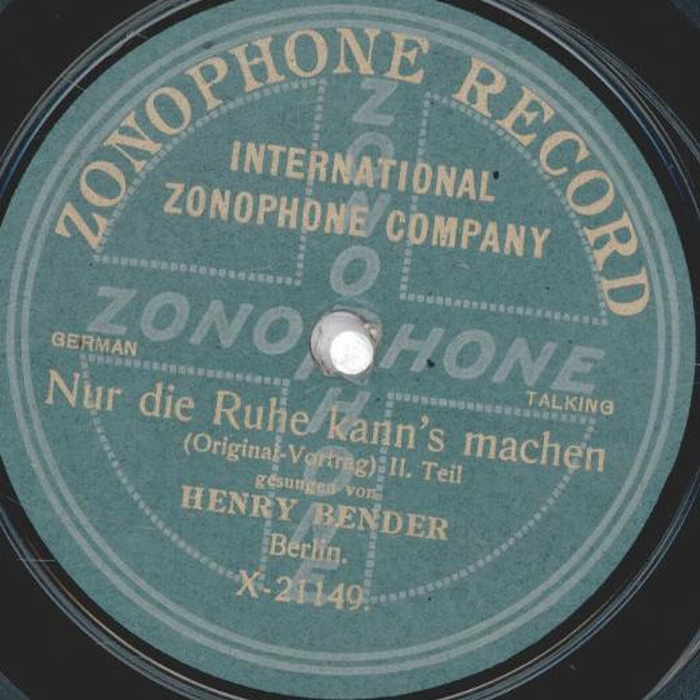 ZONOPHONE RECORD
INTERNATIONAL
ZONOPHONE COMPANY
ZONOPHONE
ZONOPHONE
GERMAN
TALKING
Nur die Ruhe kann's machen
(Original-Vortrag) II. Teil
gesungen von
HENRY BENDER
Berlin.
X-21149.